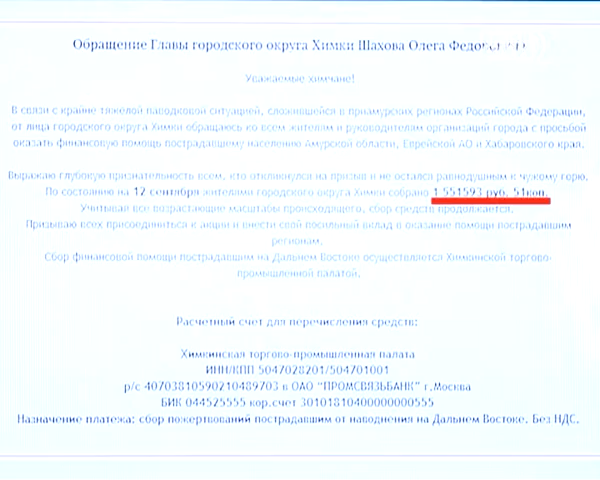 Обращение Главы городского округа Химки Шахова Олега
Уважаемые химчане!
В связи с крайне тяжелой паводковой ситуацией, сложившейся в приамурских регионах Российской Федерации,
от лица городского округа Химки обращаюсь ко всем жителям и руководителям организаций города с просьбой
оказать финансовую помощь пострадавшему населению Амурской области, Еврейской АО и Хабаровского края.
Выражаю глубокую признательность всем, кто откликнулся на призыв и не остался равнодушным к чужому горю.
По состоянию на 12 сентября жителями городского округа Химки собрано 1 551593 руб. 51коп.
Учитывая все возрастающие масштабы происходящего, сбор средств продолжается.
Призываю всех присоединиться к акции и внести свой посильный вклад в оказание помощи пострадавшим
регионам.
Сбор финансовой помощи пострадавшим на Дальнем Востоке осуществляется Химкинской торгово-
промышленной палатой.
Расчетный счет для перечисления средств:
Химкинская торгово-промышленная палата
ИНН/КПП 5047028201/504701001
р/с 40703810590210489703 в ОАО "ПРОМСВЯЗЬБАНК" г.Москва
БИК 044525555 кор.счет 30101810400000000555
Назначение платежа: сбор пожертвований пострадавшим от наводнения на Дальнем Востоке. Без НДС.